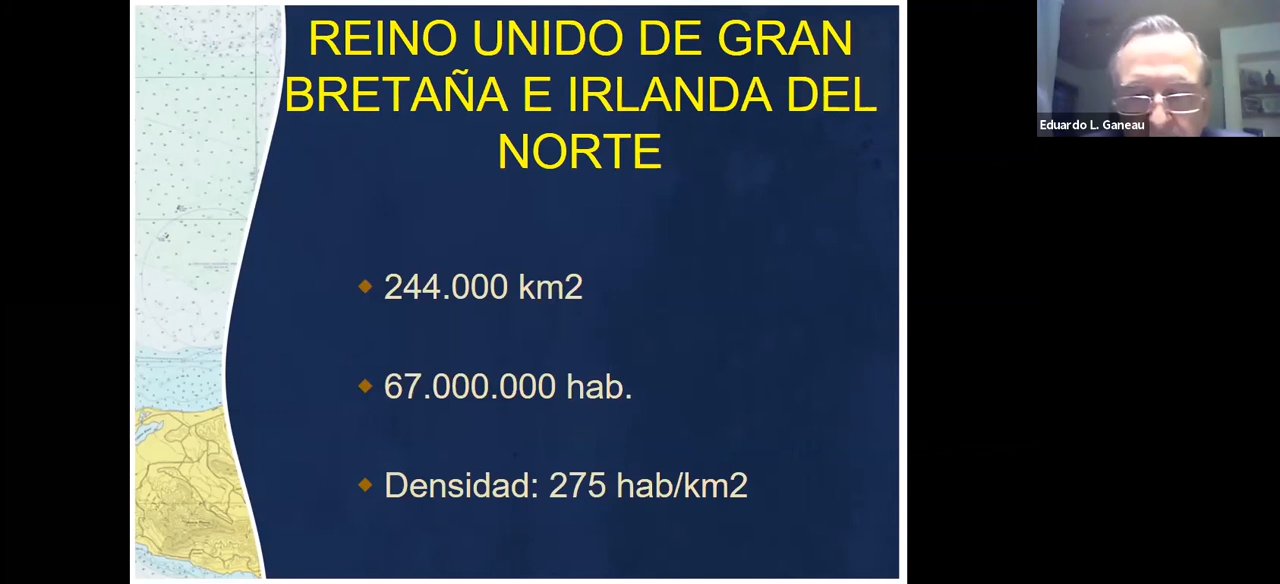 REINO UNIDO DE GRAN
BRETAÑA E IRLANDA DEL
NORTE
244.000 km2
67.000.000 hab.
Densidad: 275 hab/km2
Eduardo L. Ganeau